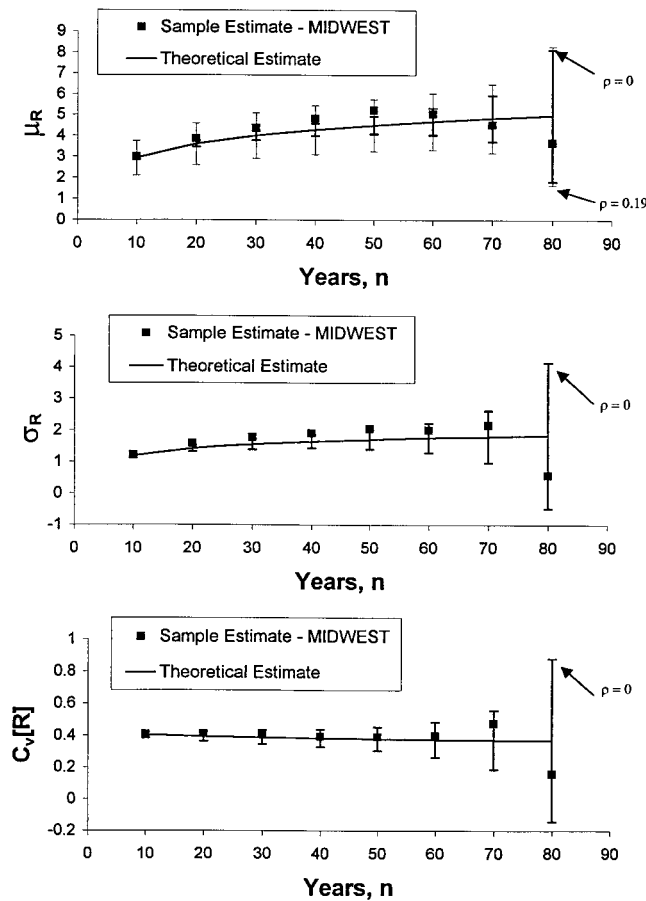 Sample Estimate - MIDWEST
Theoretical Estimate
9
8
7
6
5
4
3
2
1
0
μR
ρ=0
ρ=0.19
0 10 20 30 40 50 60 70 80 90
Years, n
Sample Estimate - MIDWEST
Theoretical Estimate
5
4
3
2
1
0
-1
σR
ρ=0
0 10 20 30 40 50 60 70 80 90
Years, n
Sample Estimate - MIDWEST
Theoretical Estimate
1
0.8
0.6
0.4
0.2
0
-0.2
Cv[R]
ρ=0
0 10 20 30 40 50 60 70 80 90
Years, n